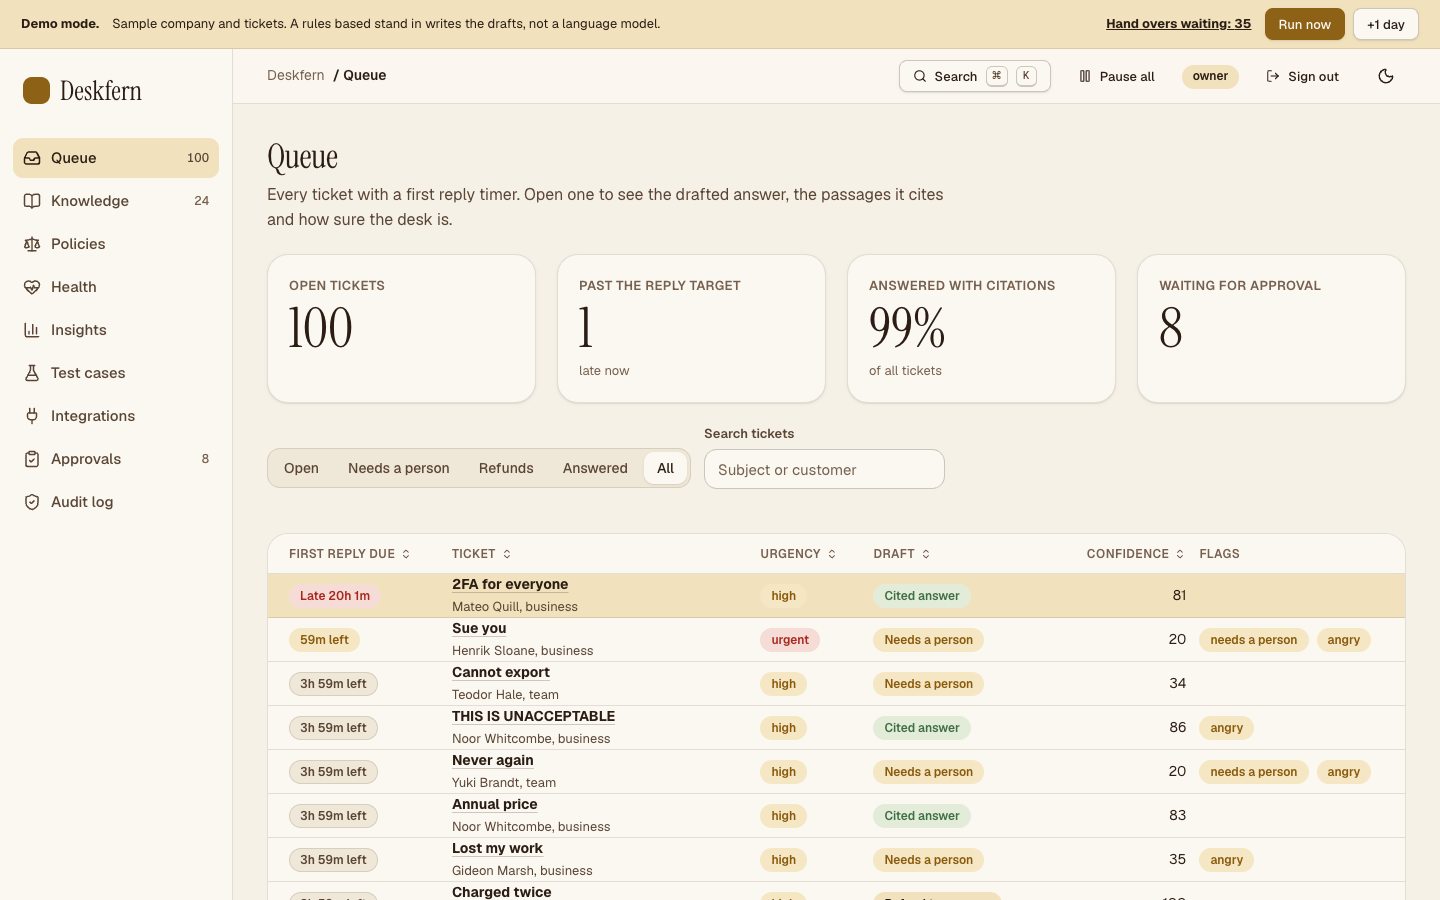 Demo mode. Sample company and tickets. A rules based stand in writes the drafts, not a language model. Hand overs waiting: 35 Run now +1 day
Deskfern
Deskfern / Queue Search ⌘ K Pause all owner Sign out
Queue 100
Knowledge 24
Policies
Health
Insights
Test cases
Integrations
Approvals 8
Audit log
Queue
Every ticket with a first reply timer. Open one to see the drafted answer, the passages it cites
and how sure the desk is.
OPEN TICKETS
100
PAST THE REPLY TARGET
1
late now
ANSWERED WITH CITATIONS
99%
of all tickets
WAITING FOR APPROVAL
8
Open Needs a person Refunds Answered All
Search tickets
Subject or customer
FIRST REPLY DUE TICKET URGENCY DRAFT CONFIDENCE FLAGS
Late 20h 1m 2FA for everyone high Cited answer 81
Mateo Quill, business
59m left Sue you urgent Needs a person 20 needs a person angry
Henrik Sloane, business
3h 59m left Cannot export high Needs a person 34
Teodor Hale, team
3h 59m left THIS IS UNACCEPTABLE high Cited answer 86 angry
Noor Whitcombe, business
3h 59m left Never again high Needs a person 20 needs a person angry
Yuki Brandt, team
3h 59m left Annual price high Cited answer 83
Noor Whitcombe, business
3h 59m left Lost my work high Needs a person 35 angry
Gideon Marsh, business
Charged twice